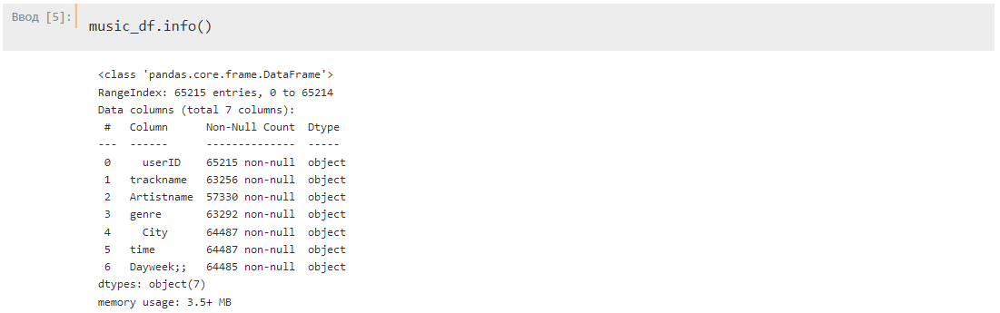 Ввод [5]:
music_df.info()
<class 'pandas.core.frame.DataFrame'>
RangeIndex: 65215 entries, 0 to 65214
Data columns (total 7 columns):
 #   Column      Non-Null Count  Dtype
---  ------      --------------  -----
 0     userID    65215 non-null  object
 1   trackname   63256 non-null  object
 2   Artistname  57330 non-null  object
 3   genre       63292 non-null  object
 4     City      64487 non-null  object
 5   time        64487 non-null  object
 6   Dayweek;;   64485 non-null  object
dtypes: object(7)
memory usage: 3.5+ MB